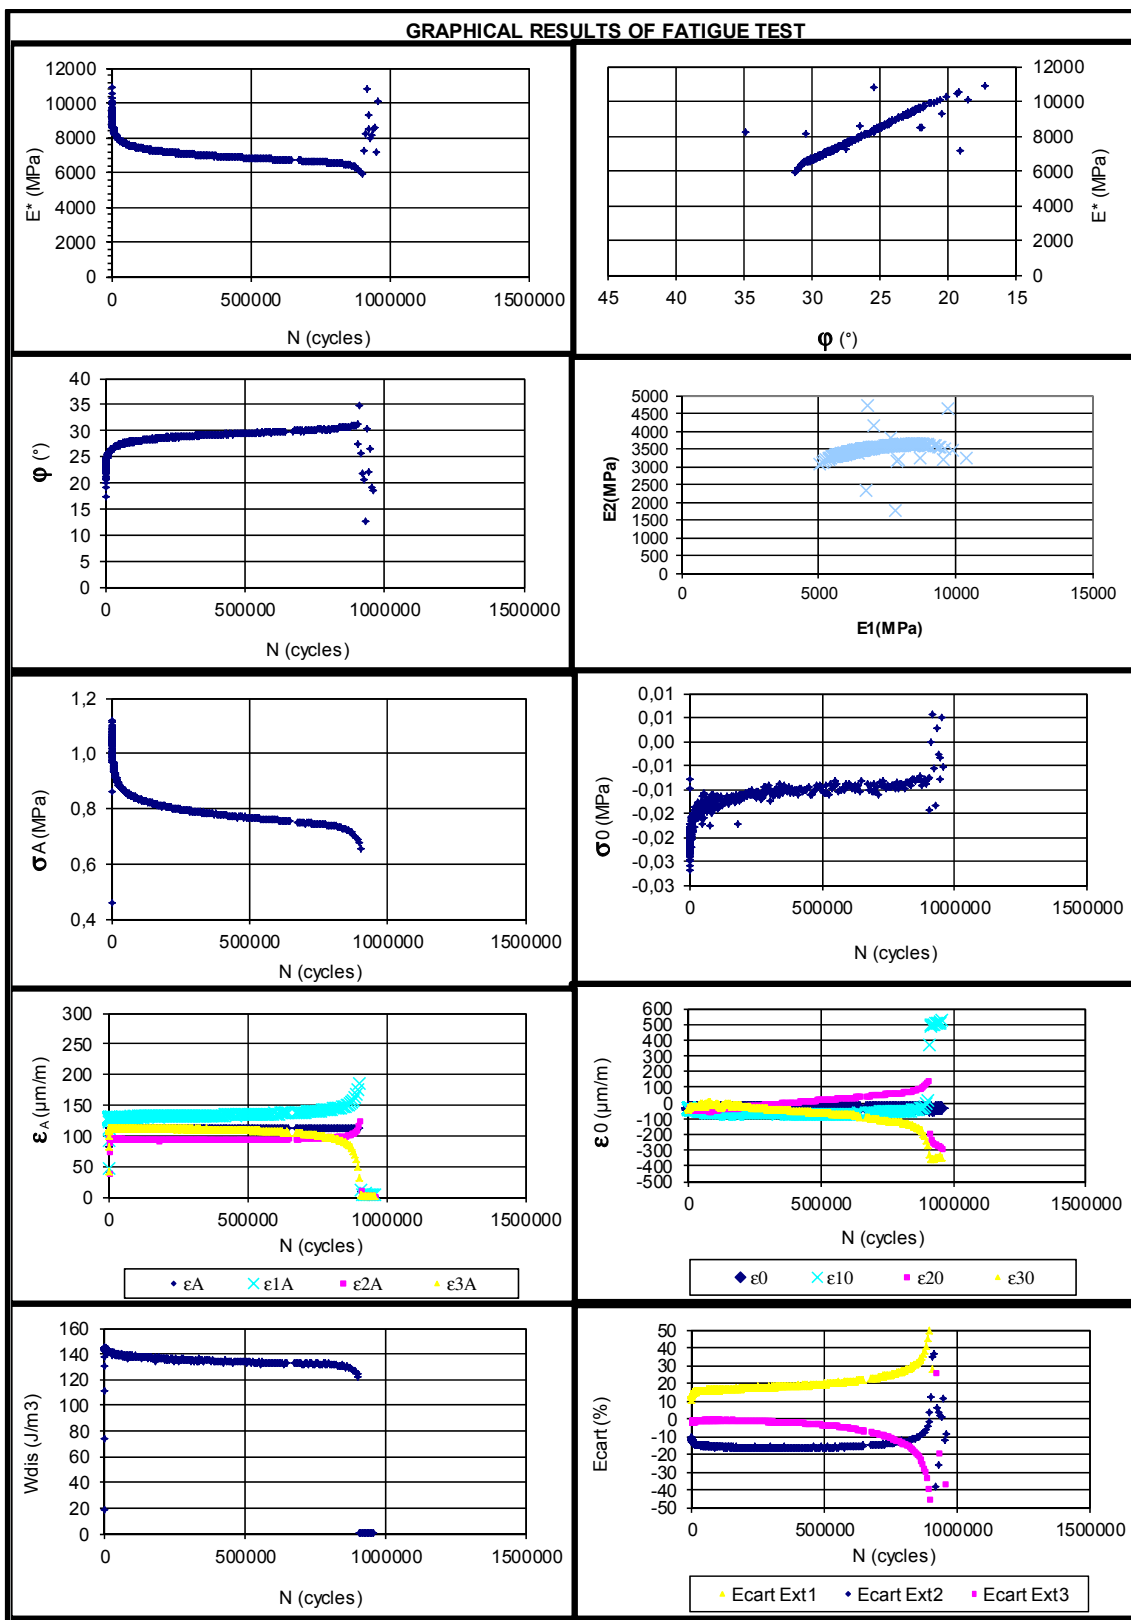 GRAPHICAL RESULTS OF FATIGUE TEST
12000
10000
8000
6000
4000
2000
0
E* (MPa)
0 500000 1000000 1500000
N (cycles)
12000
10000
8000
6000
4000
2000
0
E* (MPa)
45 40 35 30 25 20 15
φ (°)
40
35
30
25
20
15
10
5
0
φ (°)
0 500000 1000000 1500000
N (cycles)
5000
4500
4000
3500
3000
2500
2000
1500
1000
500
0
E2(MPa)
0 5000 10000 15000
E1(MPa)
1,2
1,0
0,8
0,6
0,4
σA (MPa)
0 500000 1000000 1500000
N (cycles)
0,01
0,01
0,00
-0,01
-0,01
-0,02
-0,02
-0,03
-0,03
σ0 (MPa)
0 500000 1000000 1500000
N (cycles)
300
250
200
150
100
50
0
εA (µm/m)
0 500000 1000000 1500000
N (cycles)
εA ε1A ε2A ε3A
600
500
400
300
200
100
0
-100
-200
-300
-400
-500
ε0 (µm/m)
0 500000 1000000 1500000
N (cycles)
ε0 ε10 ε20 ε30
160
140
120
100
80
60
40
20
0
Wdis (J/m3)
0 500000 1000000 1500000
N (cycles)
50
40
30
20
10
0
-10
-20
-30
-40
-50
Ecart (%)
0 500000 1000000 1500000
N (cycles)
Ecart Ext1 Ecart Ext2 Ecart Ext3